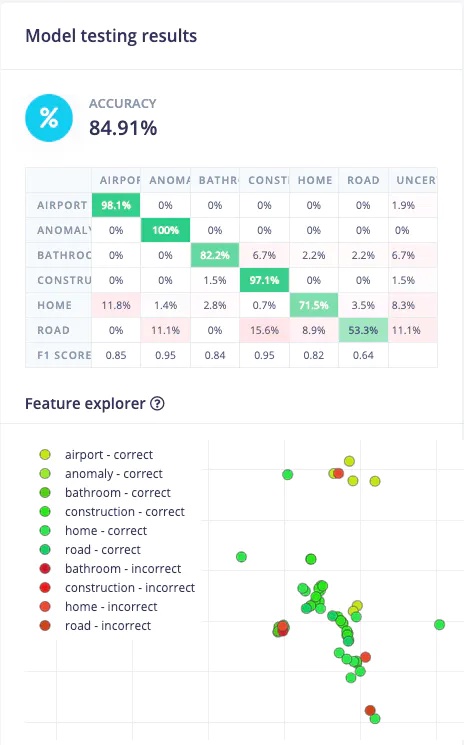 Model testing results
%
ACCURACY
84.91%
AIRPOR ANOMA BATHR CONSTI HOME ROAD UNCER
AIRPORT 98.1% 0% 0% 0% 0% 0% 1.9%
ANOMALY 0% 100% 0% 0% 0% 0% 0%
BATHROO 0% 0% 82.2% 6.7% 2.2% 2.2% 6.7%
CONSTRU 0% 0% 1.5% 97.1% 0% 0% 1.5%
HOME 11.8% 1.4% 2.8% 0.7% 71.5% 3.5% 8.3%
ROAD 0% 11.1% 0% 15.6% 8.9% 53.3% 11.1%
F1 SCORE 0.85 0.95 0.84 0.95 0.82 0.64
Feature explorer ?
airport - correct
anomaly - correct
bathroom - correct
construction - correct
home - correct
road - correct
bathroom - incorrect
construction - incorrect
home - incorrect
road - incorrect